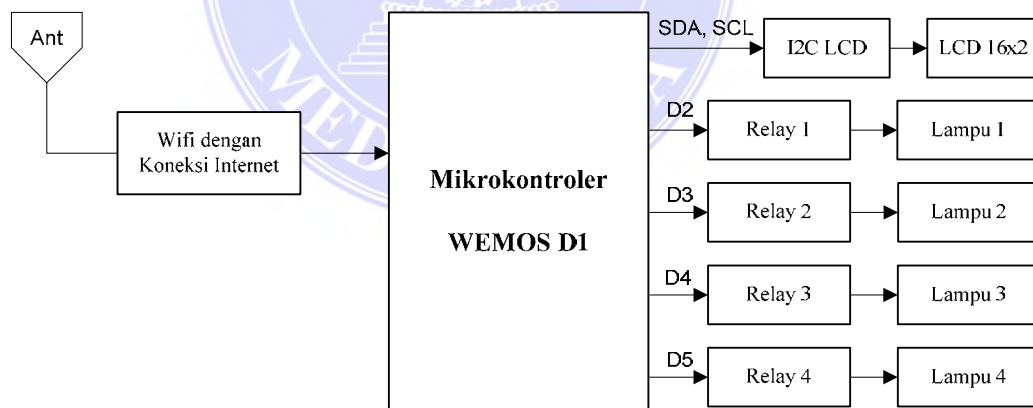 Ant
Wifi dengan
Koneksi Internet
Mikrokontroler
WEMOS D1
SDA, SCL
I2C LCD
LCD 16x2
D2
Relay 1
Lampu 1
D3
Relay 2
Lampu 2
D4
Relay 3
Lampu 3
D5
Relay 4
Lampu 4